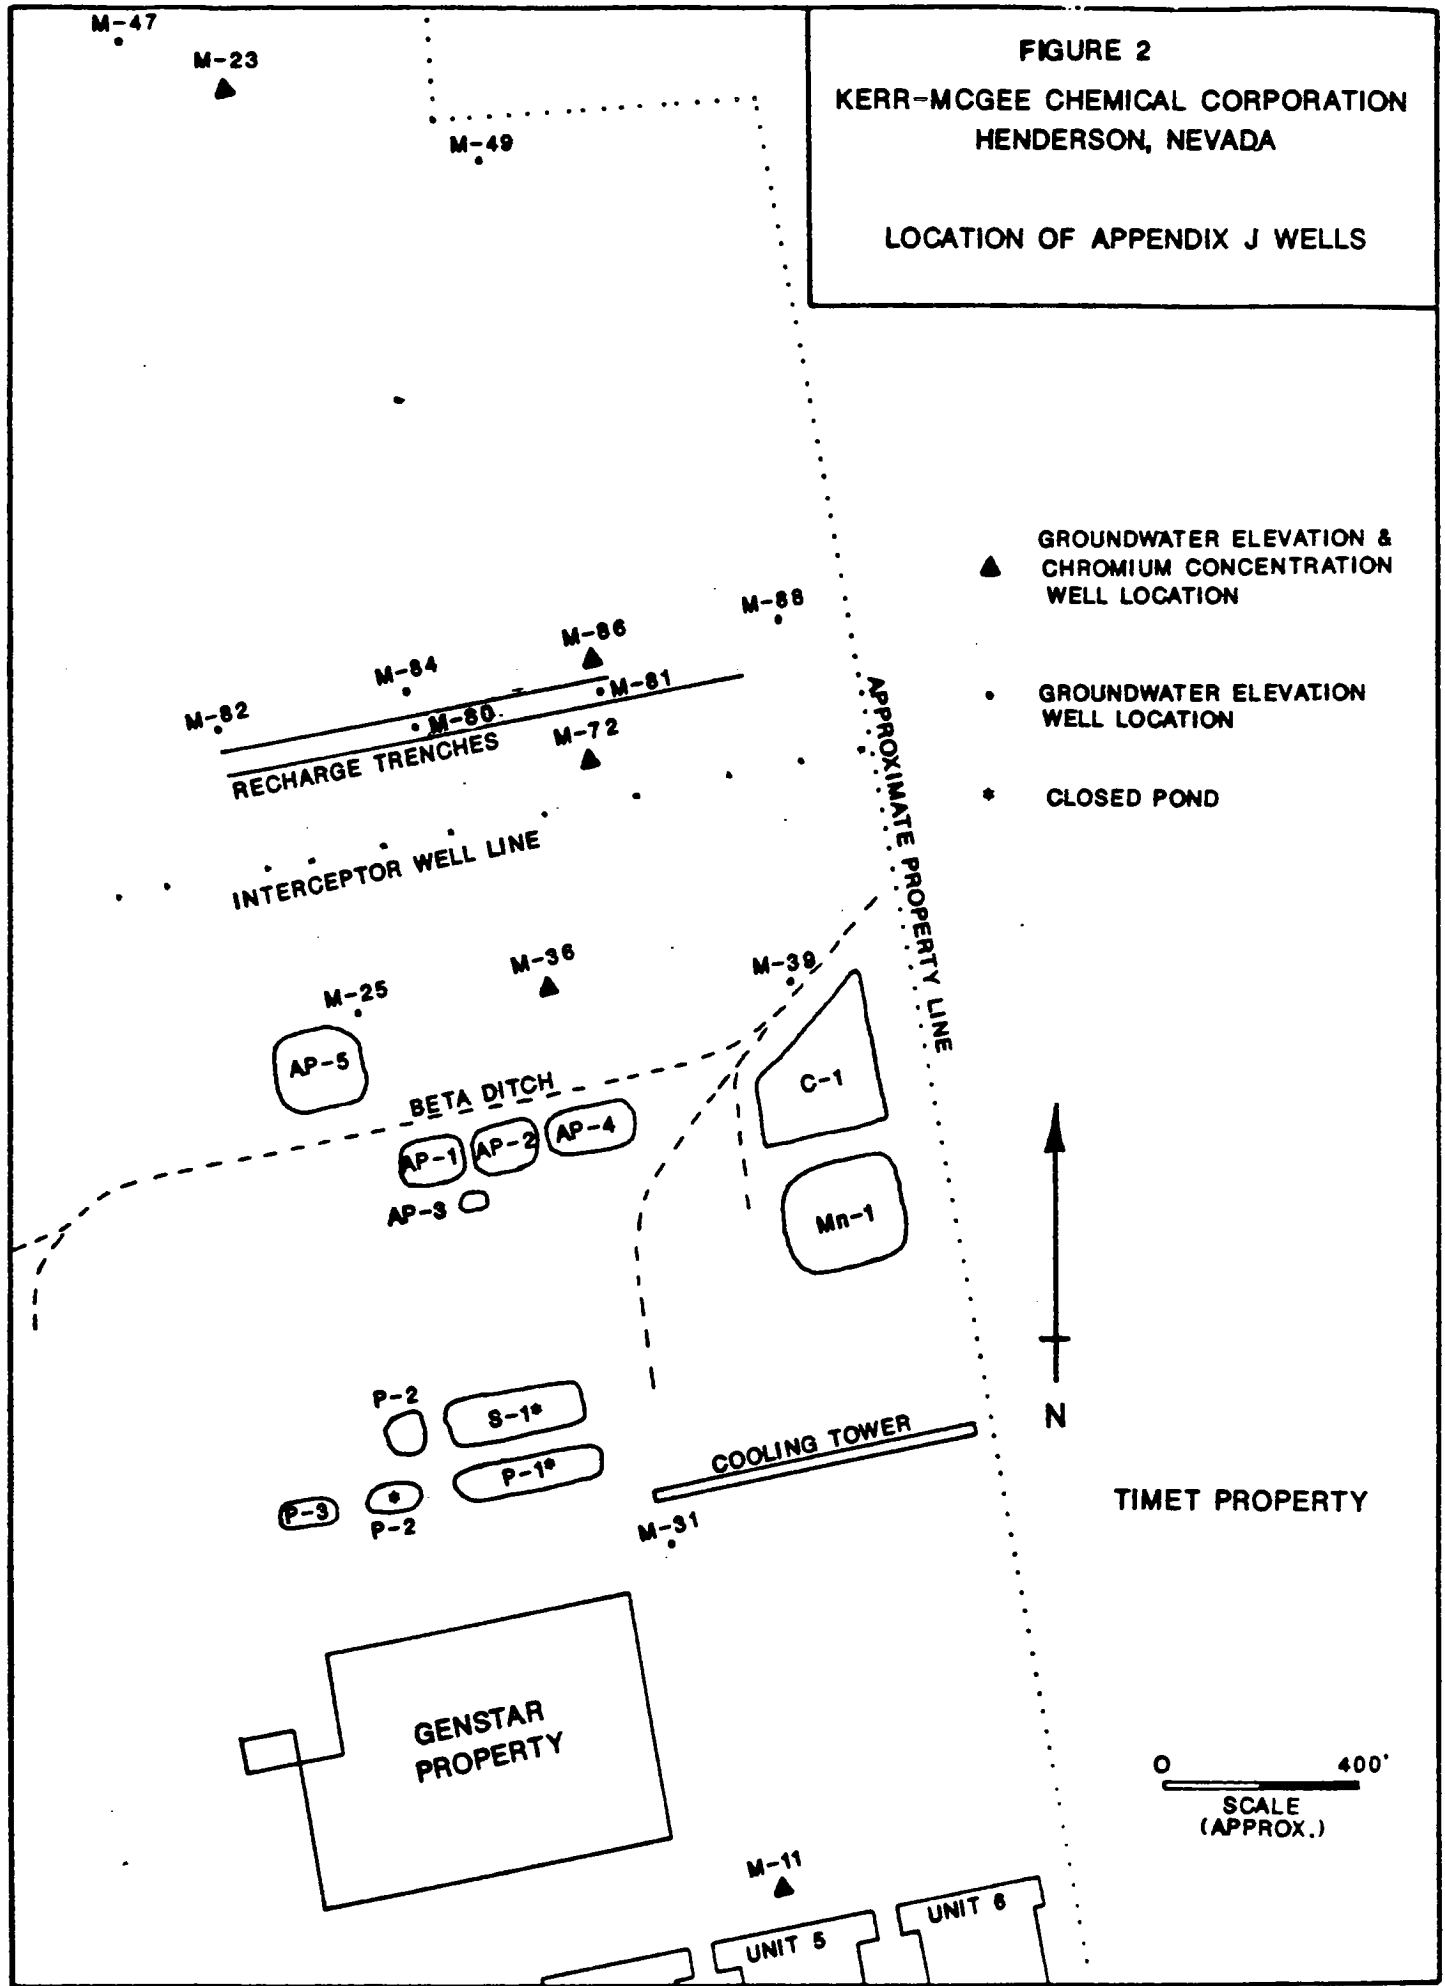 FIGURE 2
KERR-MCGEE CHEMICAL CORPORATION
HENDERSON, NEVADA
LOCATION OF APPENDIX J WELLS
M-47
M-23
M-49
GROUNDWATER ELEVATION &
CHROMIUM CONCENTRATION
WELL LOCATION
GROUNDWATER ELEVATION
WELL LOCATION
* CLOSED POND
M-88
M-86
M-84
M-81
M-82
M-80
M-72
RECHARGE TRENCHES
APPROXIMATE PROPERTY LINE
INTERCEPTOR WELL LINE
M-36
M-39
M-25
AP-5
C-1
BETA DITCH
AP-1
AP-2
AP-4
AP-3
Mn-1
N
P-2
S-1*
P-1*
COOLING TOWER
P-3
*
P-2
M-31
TIMET PROPERTY
GENSTAR
PROPERTY
0 400'
SCALE
(APPROX.)
M-11
UNIT 5
UNIT 6